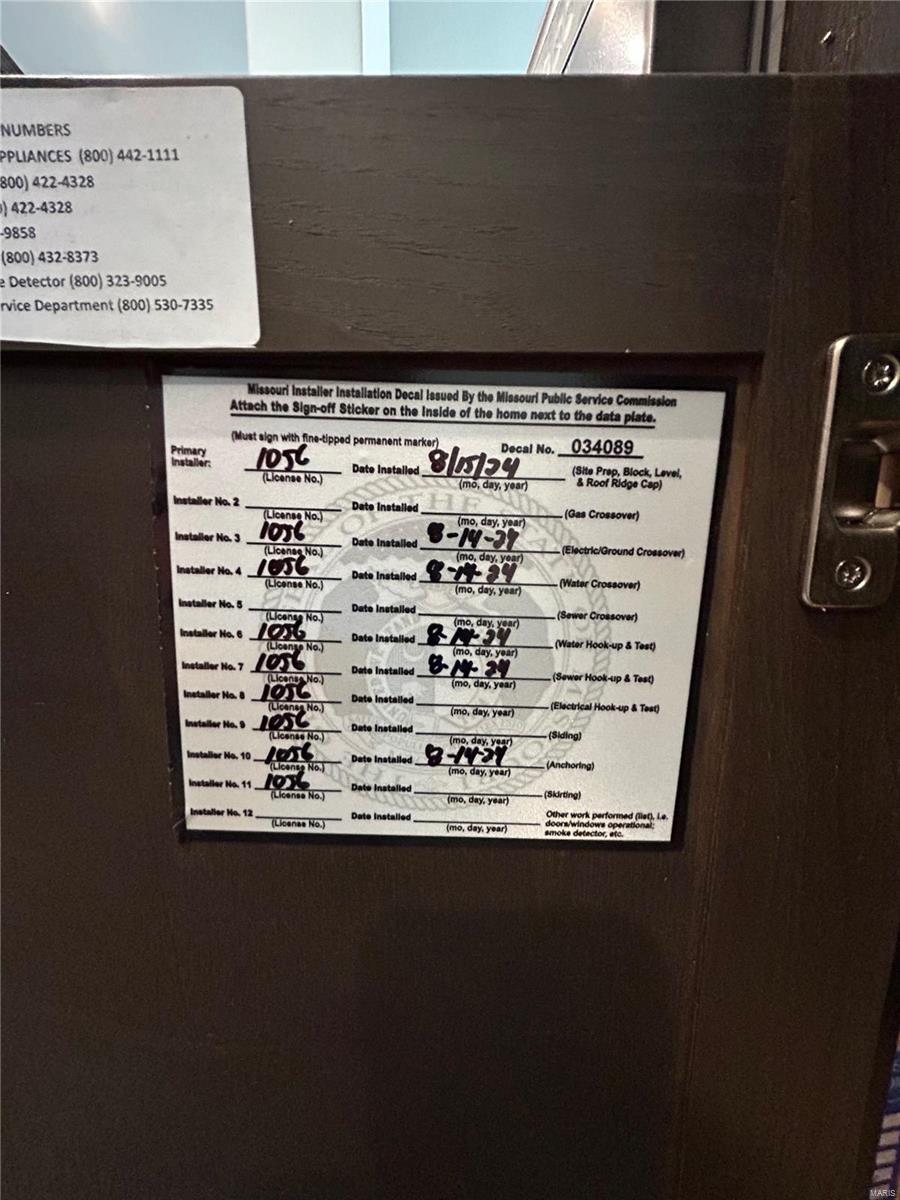 NUMBERS
PPLIANCES (800) 442-1111
800) 422-4328
) 422-4328
-9858
(800) 432-8373
e Detector (800) 323-9005
rvice Department (800) 530-7335
Missouri Installer Installation Decal Issued By the Missouri Public Service Commission
Attach the Sign-off Sticker on the Inside of the home next to the data plate.
(Must sign with fine-tipped permanent marker) Decal No. 034089
Primary Installer: 1056 Date Installed 8/15/24 (Site Prep, Block, Level, & Roof Ridge Cap)
(License No.) (mo, day, year)
Installer No. 2 Date Installed (Gas Crossover)
(License No.) (mo, day, year)
Installer No. 3 1056 Date Installed 8-14-24 (Electric/Ground Crossover)
(License No.) (mo, day, year)
Installer No. 4 1056 Date Installed 8-14-24 (Water Crossover)
(License No.) (mo, day, year)
Installer No. 5 Date Installed (Sewer Crossover)
(License No.) (mo, day, year)
Installer No. 6 1056 Date Installed 8-14-24 (Water Hook-up & Test)
(License No.) (mo, day, year)
Installer No. 7 1056 Date Installed 8-14-24 (Sewer Hook-up & Test)
(License No.) (mo, day, year)
Installer No. 8 1056 Date Installed (Electrical Hook-up & Test)
(License No.) (mo, day, year)
Installer No. 9 1056 Date Installed (Siding)
(License No.) (mo, day, year)
Installer No. 10 1056 Date Installed 8-14-24 (Anchoring)
(License No.) (mo, day, year)
Installer No. 11 1056 Date Installed (Skirting)
(License No.) (mo, day, year)
Installer No. 12 Date Installed Other work performed (list), i.e. doors/windows operational; smoke detector, etc.
(License No.) (mo, day, year)
MARIS